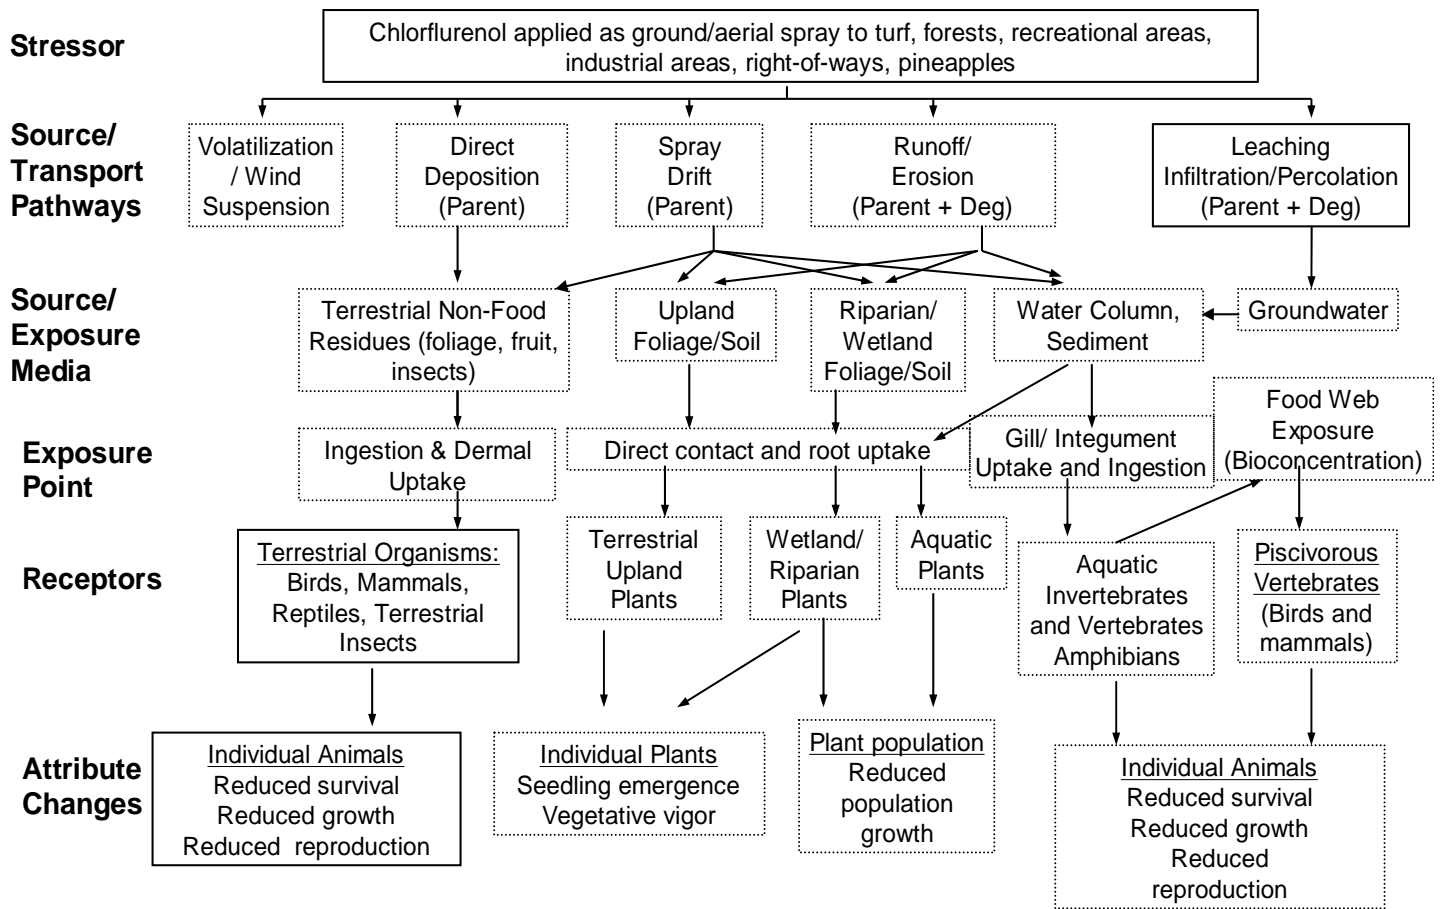 Stressor
Chlorflurenol applied as ground/aerial spray to turf, forests, recreational areas,
industrial areas, right-of-ways, pineapples
Source/
Transport
Pathways
Volatilization
/ Wind
Suspension
Direct
Deposition
(Parent)
Spray
Drift
(Parent)
Runoff/
Erosion
(Parent + Deg)
Leaching
Infiltration/Percolation
(Parent + Deg)
Source/
Exposure
Media
Terrestrial Non-Food
Residues (foliage, fruit,
insects)
Upland
Foliage/Soil
Riparian/
Wetland
Foliage/Soil
Water Column,
Sediment
Groundwater
Exposure
Point
Ingestion & Dermal
Uptake
Direct contact and root uptake
Gill/ Integument
Uptake and Ingestion
Food Web
Exposure
(Bioconcentration)
Receptors
Terrestrial Organisms:
Birds, Mammals,
Reptiles, Terrestrial
Insects
Terrestrial
Upland
Plants
Wetland/
Riparian
Plants
Aquatic
Plants
Aquatic
Invertebrates
and Vertebrates
Amphibians
Piscivorous
Vertebrates
(Birds and
mammals)
Attribute
Changes
Individual Animals
Reduced survival
Reduced growth
Reduced reproduction
Individual Plants
Seedling emergence
Vegetative vigor
Plant population
Reduced
population
growth
Individual Animals
Reduced survival
Reduced growth
Reduced
reproduction